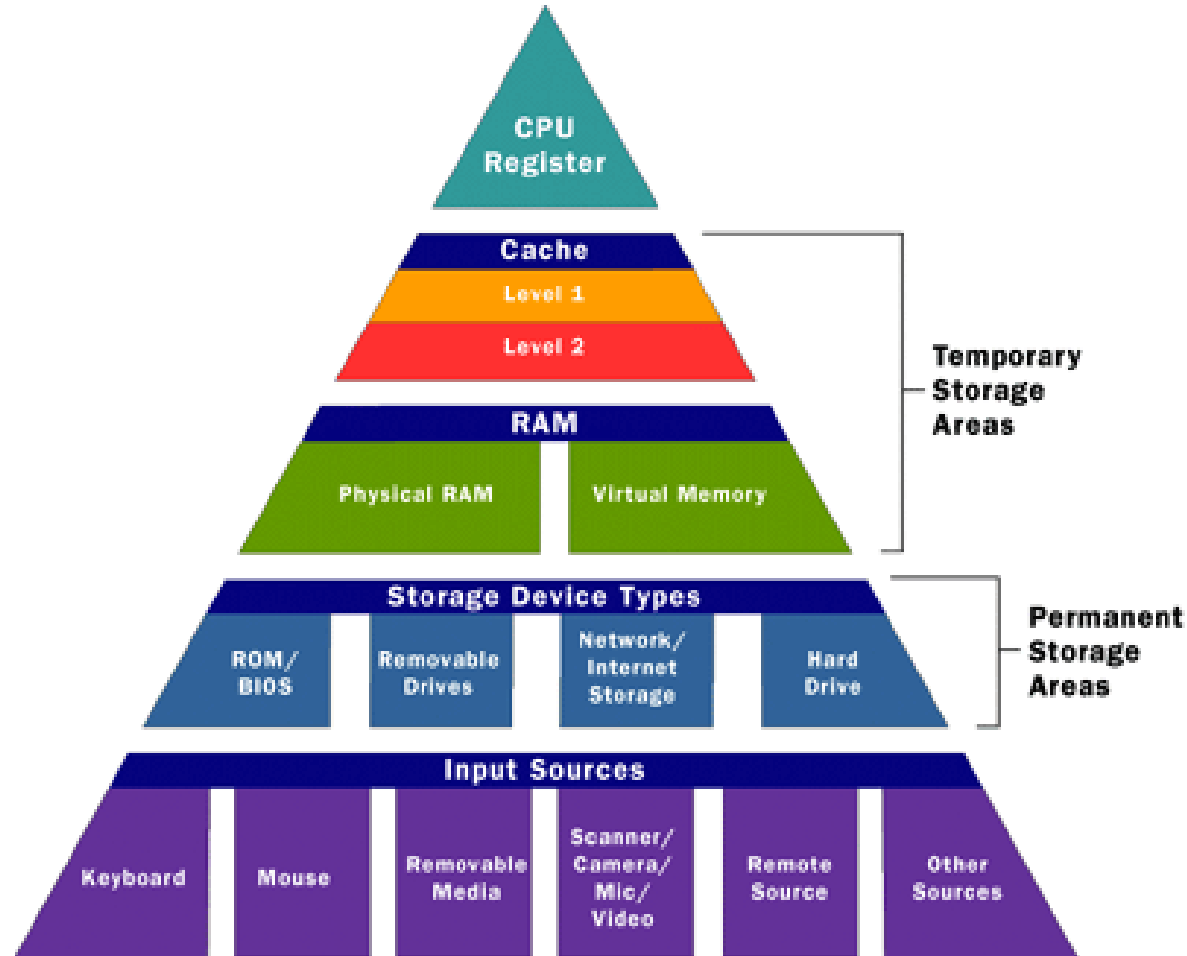 CPU
Register
Cache
Level 1
Level 2
Temporary
Storage
Areas
RAM
Physical RAM
Virtual Memory
Storage Device Types
ROM/
BIOS
Removable
Drives
Network/
Internet
Storage
Hard
Drive
Permanent
Storage
Areas
Input Sources
Keyboard
Mouse
Removable
Media
Scanner/
Camera/
Mic/
Video
Remote
Source
Other
Sources